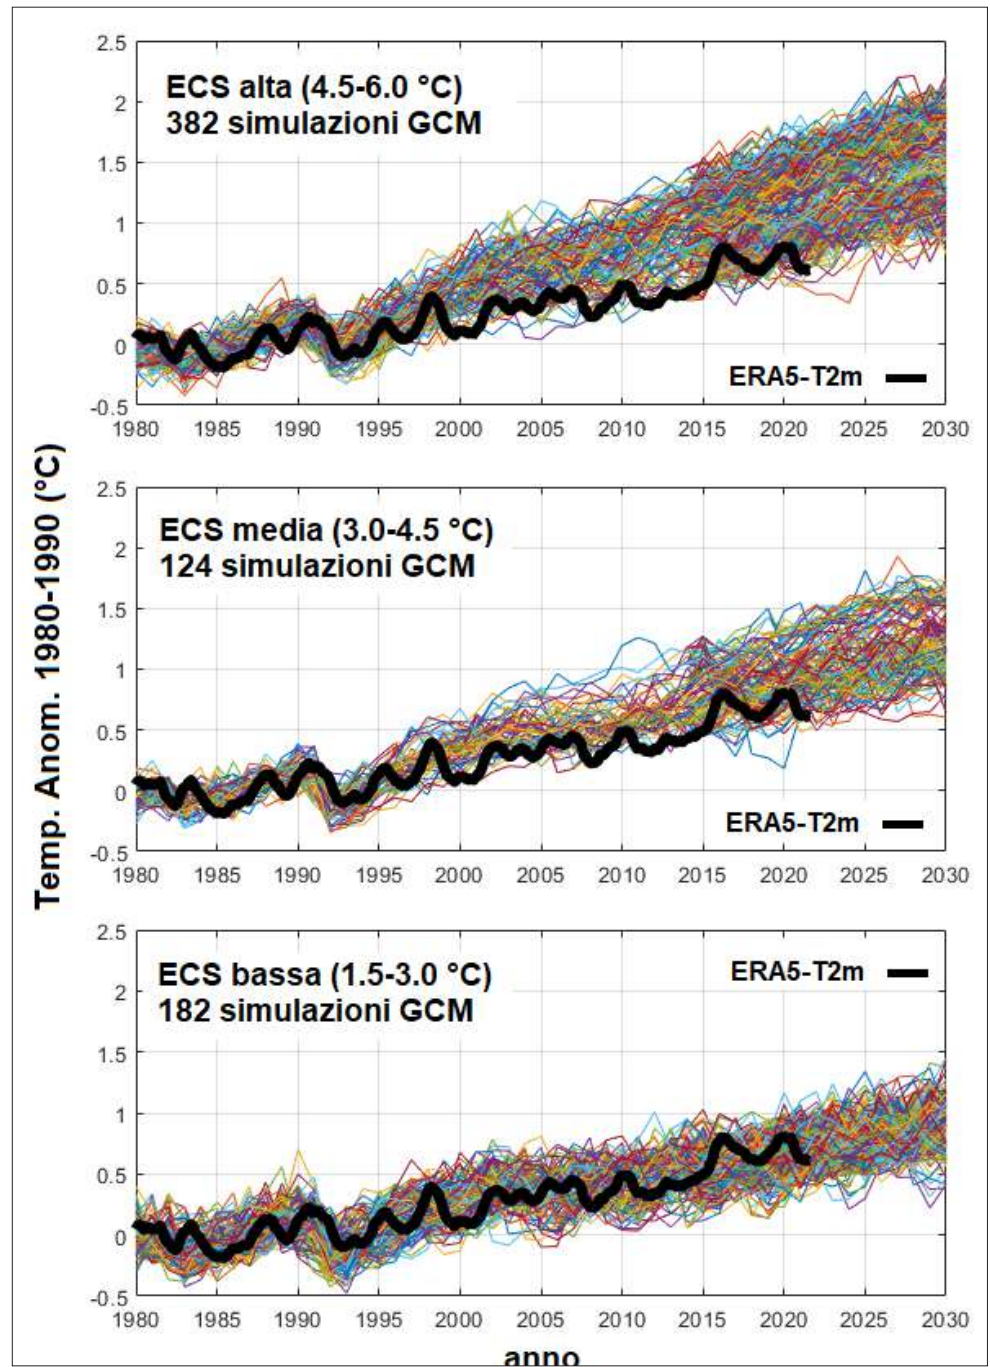 2.5
ECS alta (4.5-6.0 °C)
382 simulazioni GCM
2
1.5
1
0.5
0
-0.5
ERA5-T2m
1980 1985 1990 1995 2000 2005 2010 2015 2020 2025 2030
Temp. Anom. 1980-1990 (°C)
2.5
ECS media (3.0-4.5 °C)
124 simulazioni GCM
2
1.5
1
0.5
0
-0.5
ERA5-T2m
1980 1985 1990 1995 2000 2005 2010 2015 2020 2025 2030
2.5
ECS bassa (1.5-3.0 °C)
182 simulazioni GCM
ERA5-T2m
2
1.5
1
0.5
0
-0.5
1980 1985 1990 1995 2000 2005 2010 2015 2020 2025 2030
anno